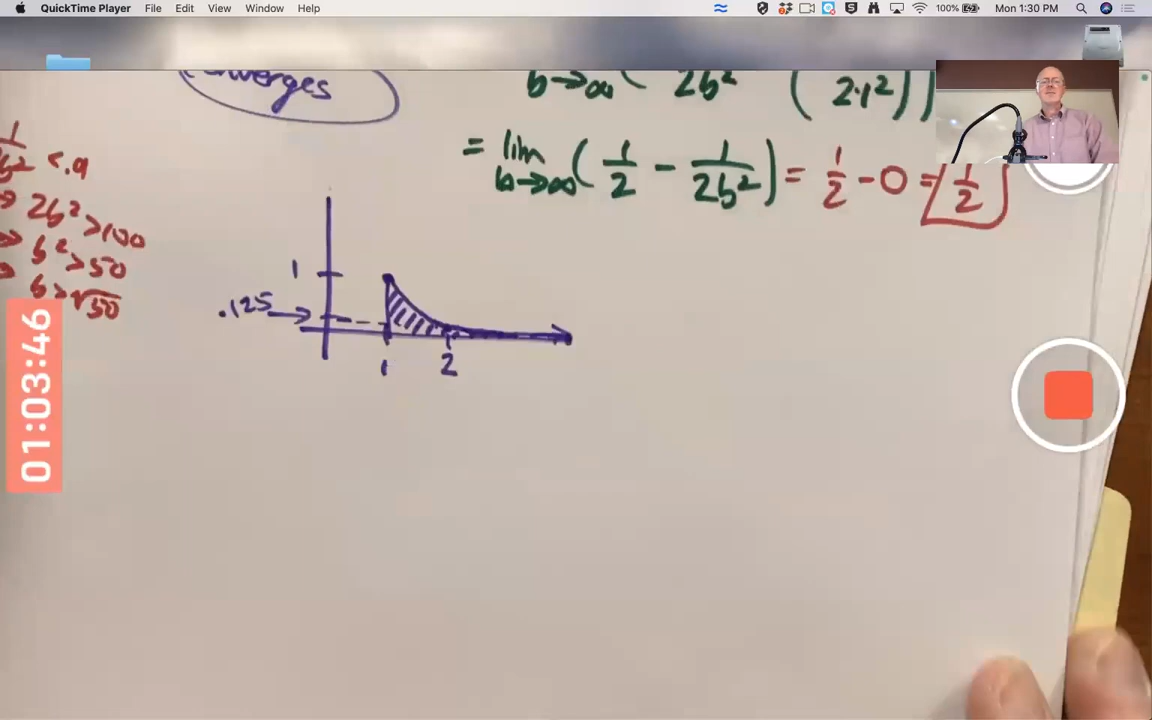 QuickTime Player File Edit View Window Help 100% Mon 1:30 PM
b→∞ ( 2b² ( 2·1² ) )
= lim b→∞ ( 1/2 - 1/2b² ) = 1/2 - 0 = 1/2
⇒ 2b² > 100
b² > 50
b > √50
1
.125 →
1 2
01:03:46